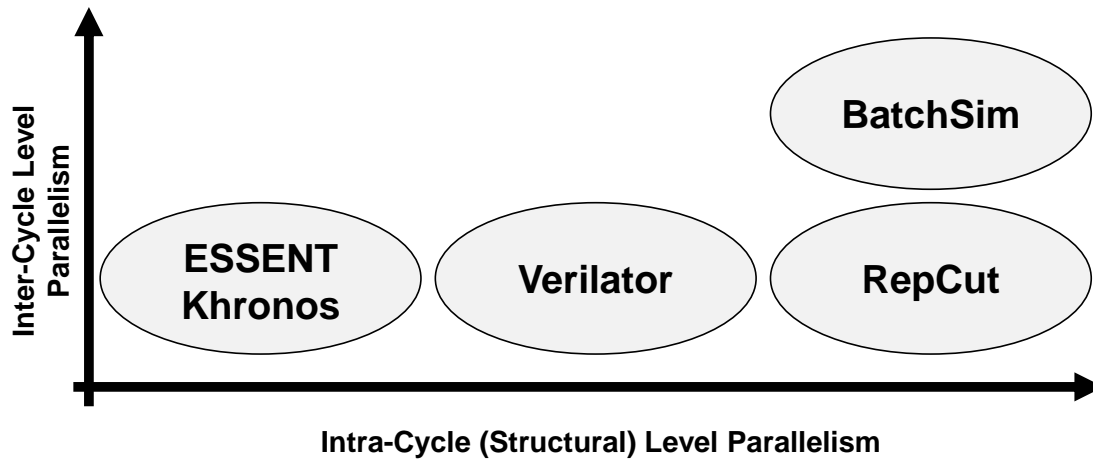 Inter-Cycle Level
Parallelism
BatchSim
ESSENT
Khronos
Verilator
RepCut
Intra-Cycle (Structural) Level Parallelism